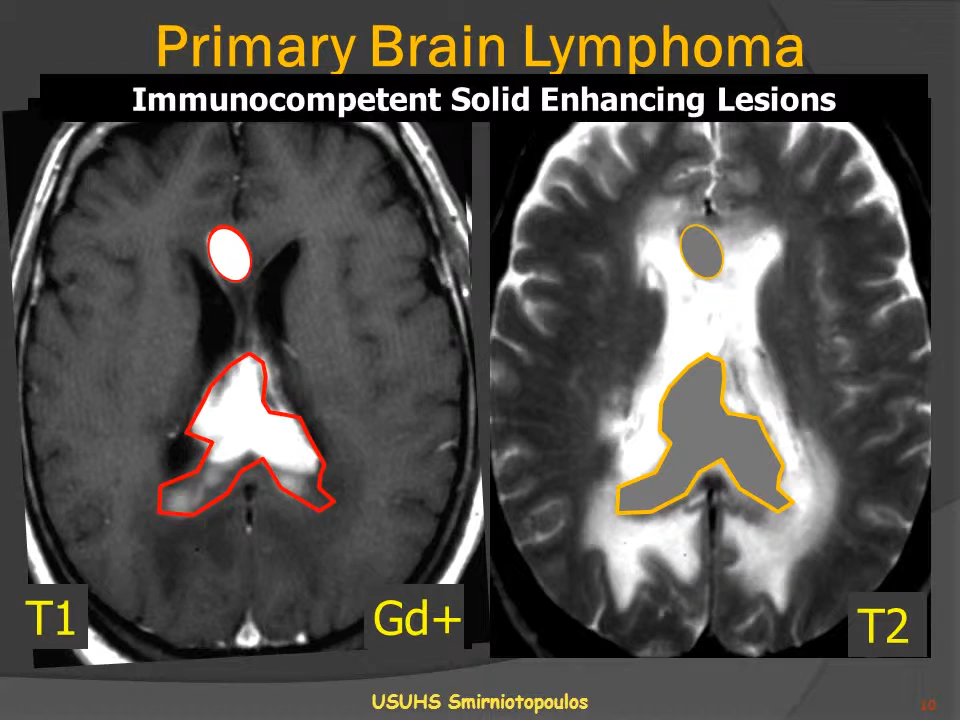 Primary Brain Lymphoma
Immunocompetent Solid Enhancing Lesions
T1
Gd+
T2
USUHS Smirniotopoulos
10